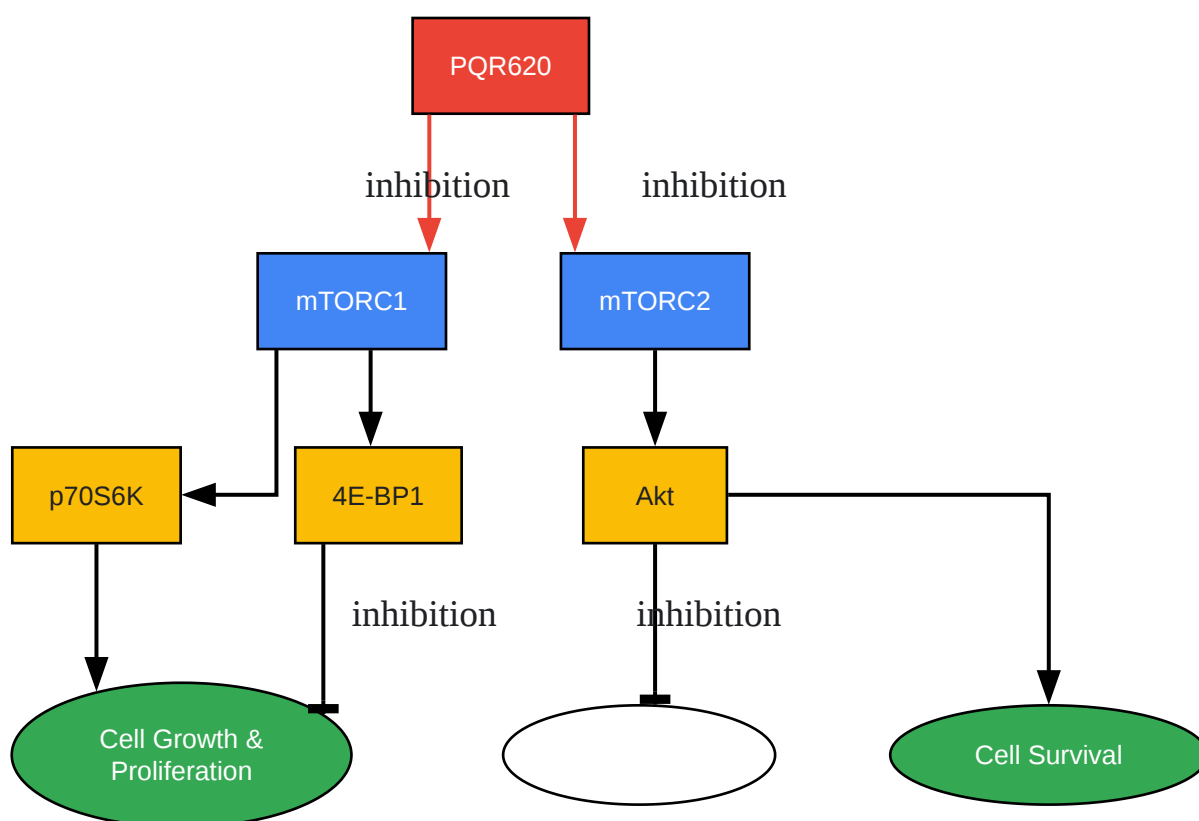 PQR620
inhibition
inhibition
mTORC1
mTORC2
p70S6K
4E-BP1
Akt
inhibition
inhibition
Cell Growth &
Proliferation
Cell Survival